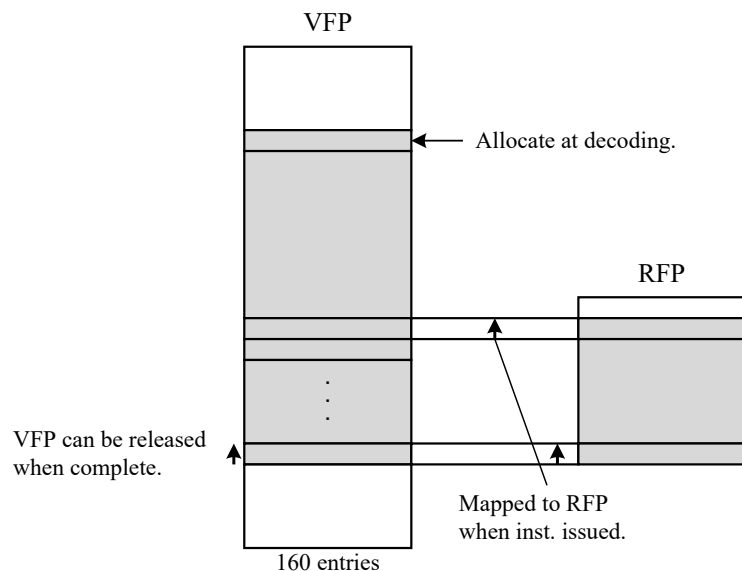 VFP
Allocate at decoding.
RFP
VFP can be released
when complete.
Mapped to RFP
when inst. issued.
160 entries